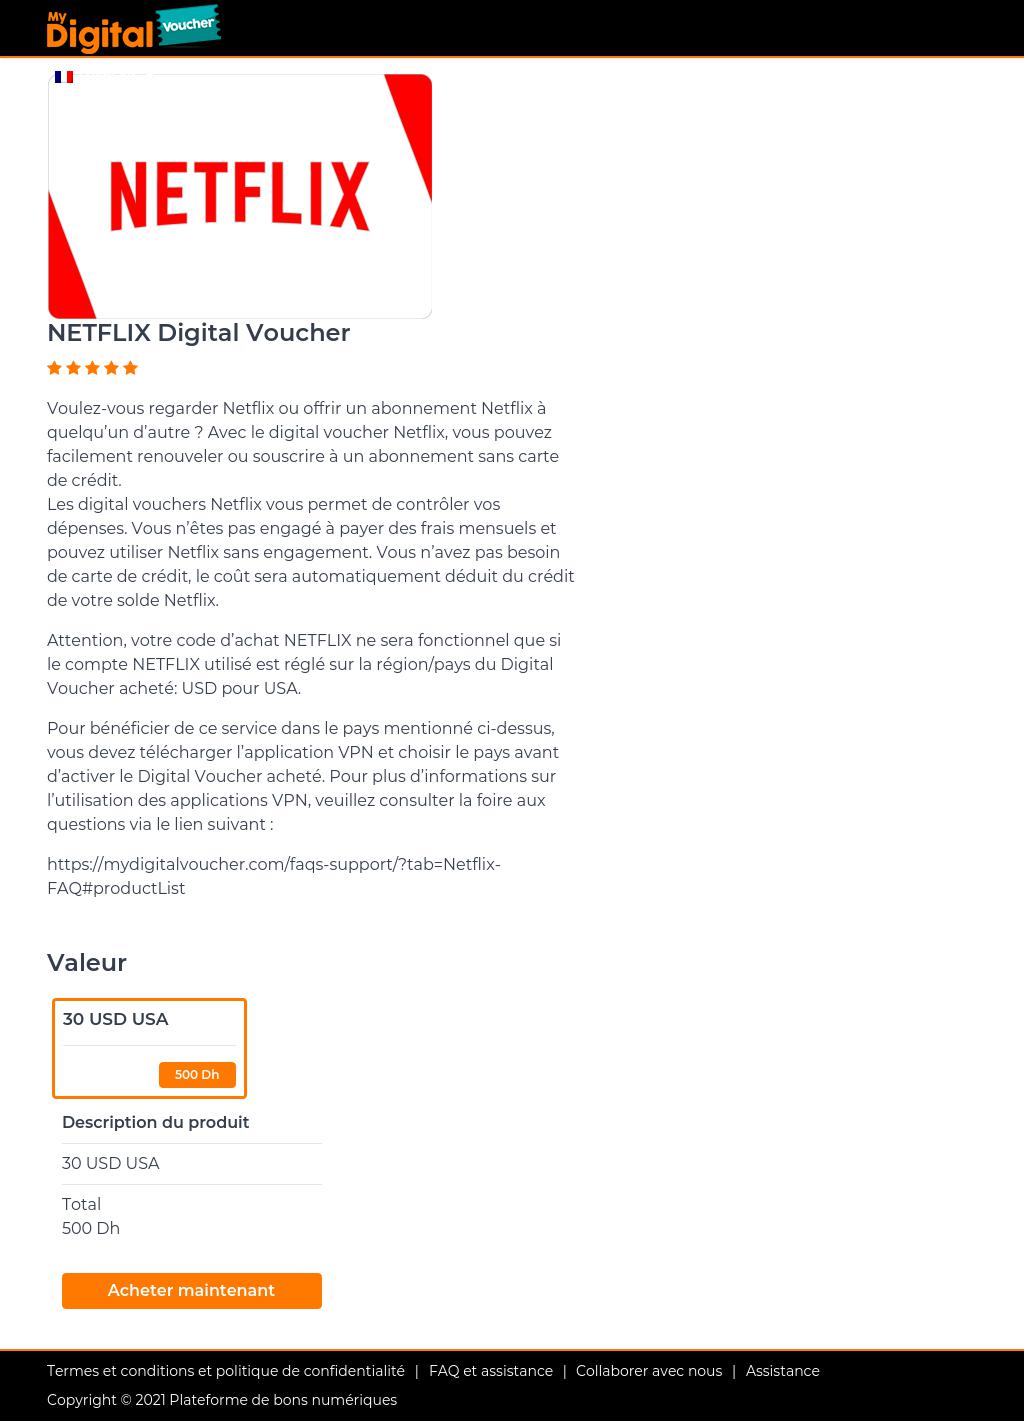 My
Digital
Voucher
NETFLIX
NETFLIX Digital Voucher
Voulez-vous regarder Netflix ou offrir un abonnement Netflix à
quelqu’un d’autre ? Avec le digital voucher Netflix, vous pouvez
facilement renouveler ou souscrire à un abonnement sans carte
de crédit.
Les digital vouchers Netflix vous permet de contrôler vos
dépenses. Vous n’êtes pas engagé à payer des frais mensuels et
pouvez utiliser Netflix sans engagement. Vous n’avez pas besoin
de carte de crédit, le coût sera automatiquement déduit du crédit
de votre solde Netflix.
Attention, votre code d’achat NETFLIX ne sera fonctionnel que si
le compte NETFLIX utilisé est réglé sur la région/pays du Digital
Voucher acheté: USD pour USA.
Pour bénéficier de ce service dans le pays mentionné ci-dessus,
vous devez télécharger l’application VPN et choisir le pays avant
d’activer le Digital Voucher acheté. Pour plus d’informations sur
l’utilisation des applications VPN, veuillez consulter la foire aux
questions via le lien suivant :
https://mydigitalvoucher.com/faqs-support/?tab=Netflix-
FAQ#productList
Valeur
30 USD USA
500 Dh
Description du produit
30 USD USA
Total
500 Dh
Acheter maintenant
Termes et conditions et politique de confidentialité | FAQ et assistance | Collaborer avec nous | Assistance
Copyright © 2021 Plateforme de bons numériques